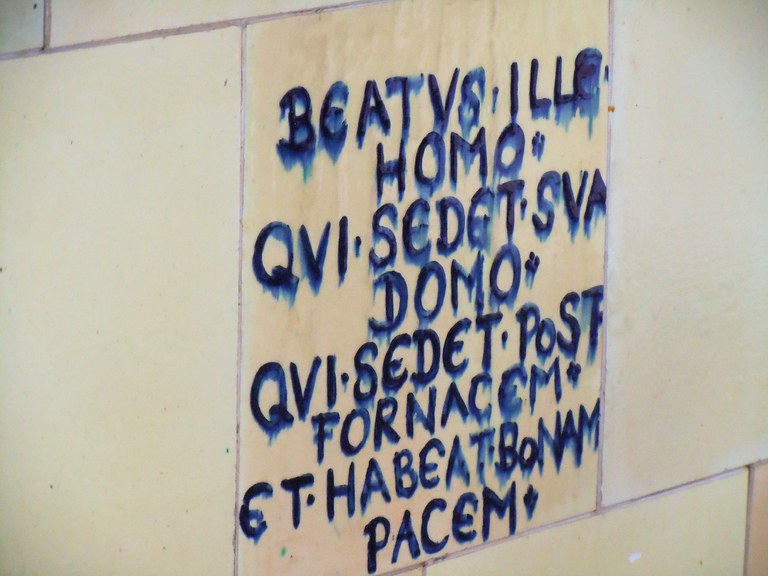 BEATVS · ILLE ·
HOMO
QVI · SEDET · SVA
DOMO
QVI · SEDET · POST
FORNACEM
ET · HABEAT · BONAM
PACEM